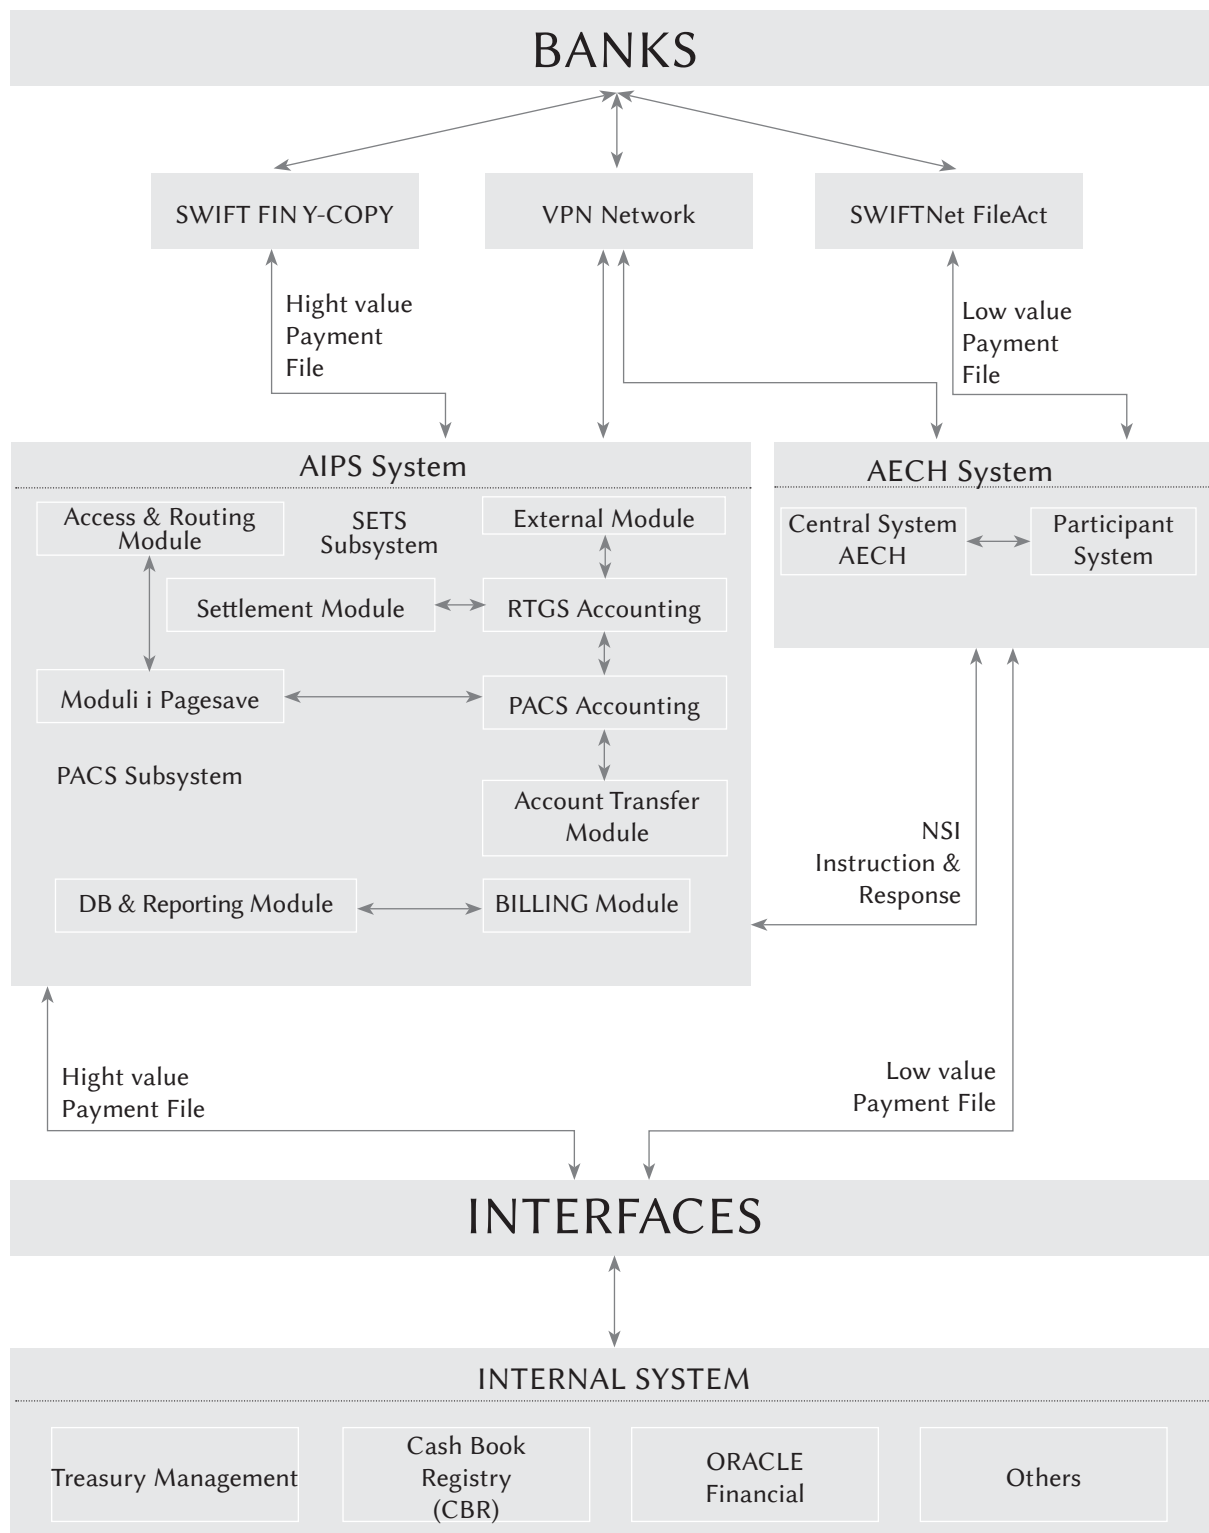 BANKS
SWIFT FIN Y-COPY
VPN Network
SWIFTNet FileAct
Hight value
Payment
File
Low value
Payment
File
AIPS System
Access & Routing
Module
SETS
Subsystem
External Module
Settlement Module
RTGS Accounting
Moduli i Pagesave
PACS Accounting
PACS Subsystem
Account Transfer
Module
DB & Reporting Module
BILLING Module
AECH System
Central System
AECH
Participant
System
NSI
Instruction &
Response
Hight value
Payment File
Low value
Payment File
INTERFACES
INTERNAL SYSTEM
Treasury Management
Cash Book
Registry
(CBR)
ORACLE
Financial
Others